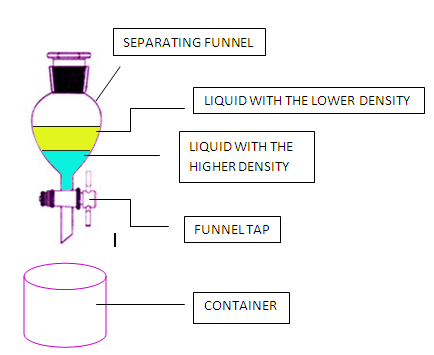 SEPARATING FUNNEL
LIQUID WITH THE LOWER DENSITY
LIQUID WITH THE
HIGHER DENSITY
FUNNEL TAP
CONTAINER